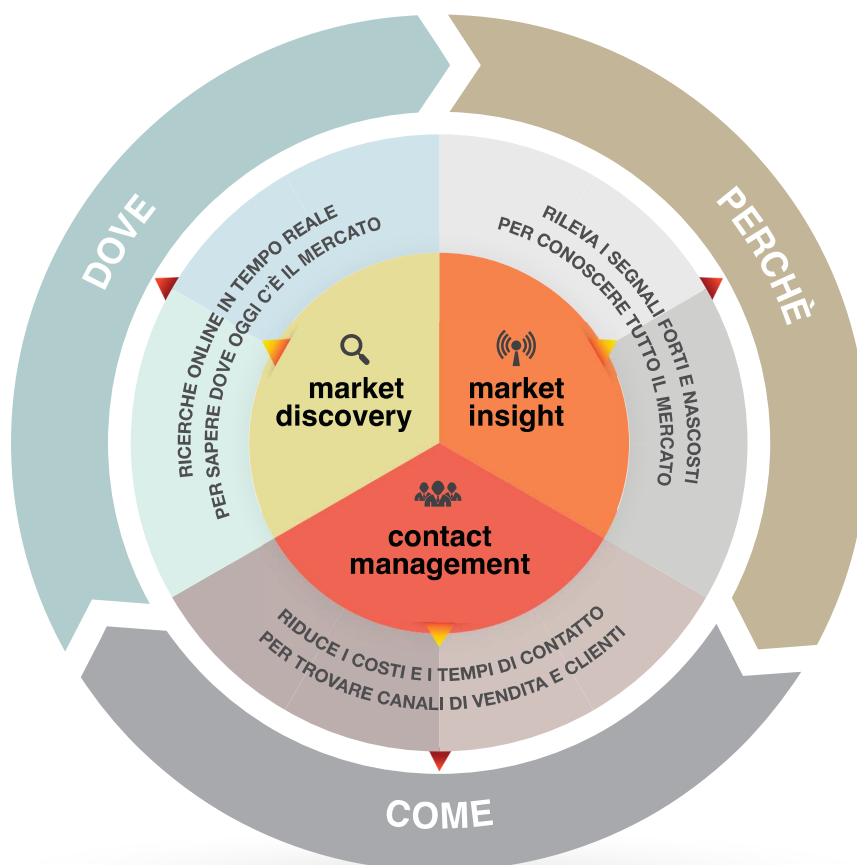 DOVE
RICERCHE ONLINE IN TEMPO REALE
PER SAPERE DOVE OGGI C'È IL MERCATO
market
discovery
PERCHÈ
RILEVA I SEGNALI FORTI E NASCOSTI
PER CONOSCERE TUTTO IL MERCATO
market
insight
contact
management
RIDUCE I COSTI E I TEMPI DI CONTATTO
PER TROVARE CANALI DI VENDITA E CLIENTI
COME